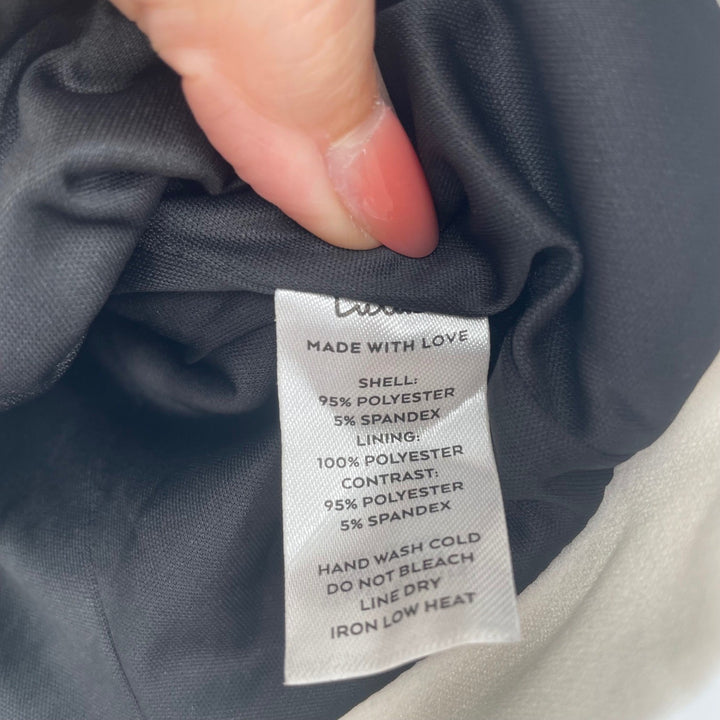 MADE WITH LOVE
SHELL:
95% POLYESTER
5% SPANDEX
LINING:
100% POLYESTER
CONTRAST:
95% POLYESTER
5% SPANDEX
HAND WASH COLD
DO NOT BLEACH
LINE DRY
IRON LOW HEAT